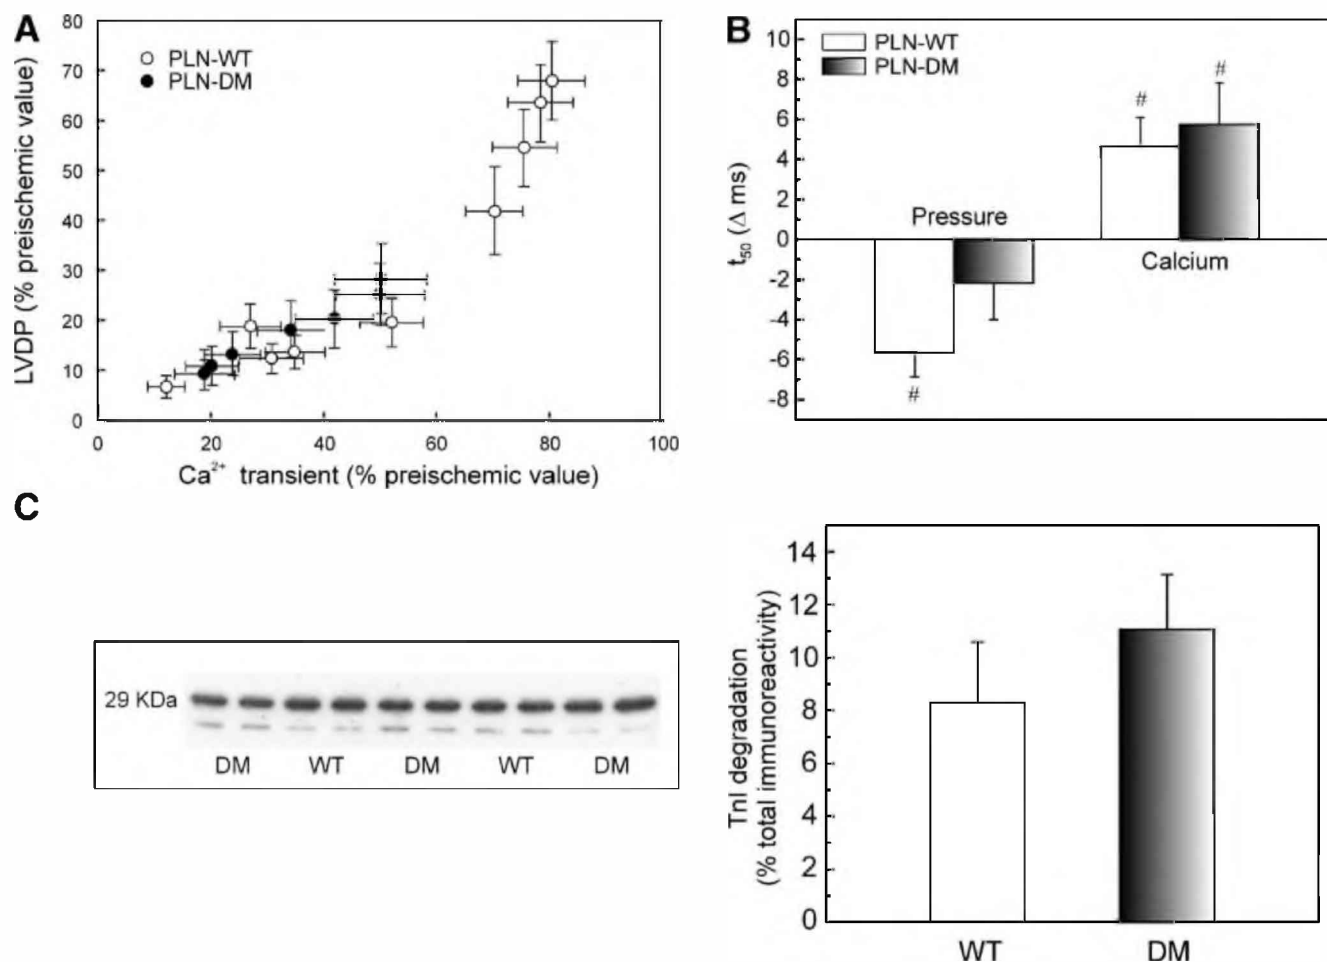 A
PLN-WT
PLN-DM
LVDP (% preischemic value)
80
70
60
50
40
30
20
10
0
0 20 40 60 80 100
Ca²⁺ transient (% preischemic value)
B
PLN-WT
PLN-DM
t₅₀ (Δ ms)
10
8
6
4
2
0
-2
-4
-6
-8
Pressure
Calcium
#
#
#
C
29 KDa
DM WT DM WT DM
TnI degradation
(% total immunoreactivity)
14
12
10
8
6
4
2
0
WT DM